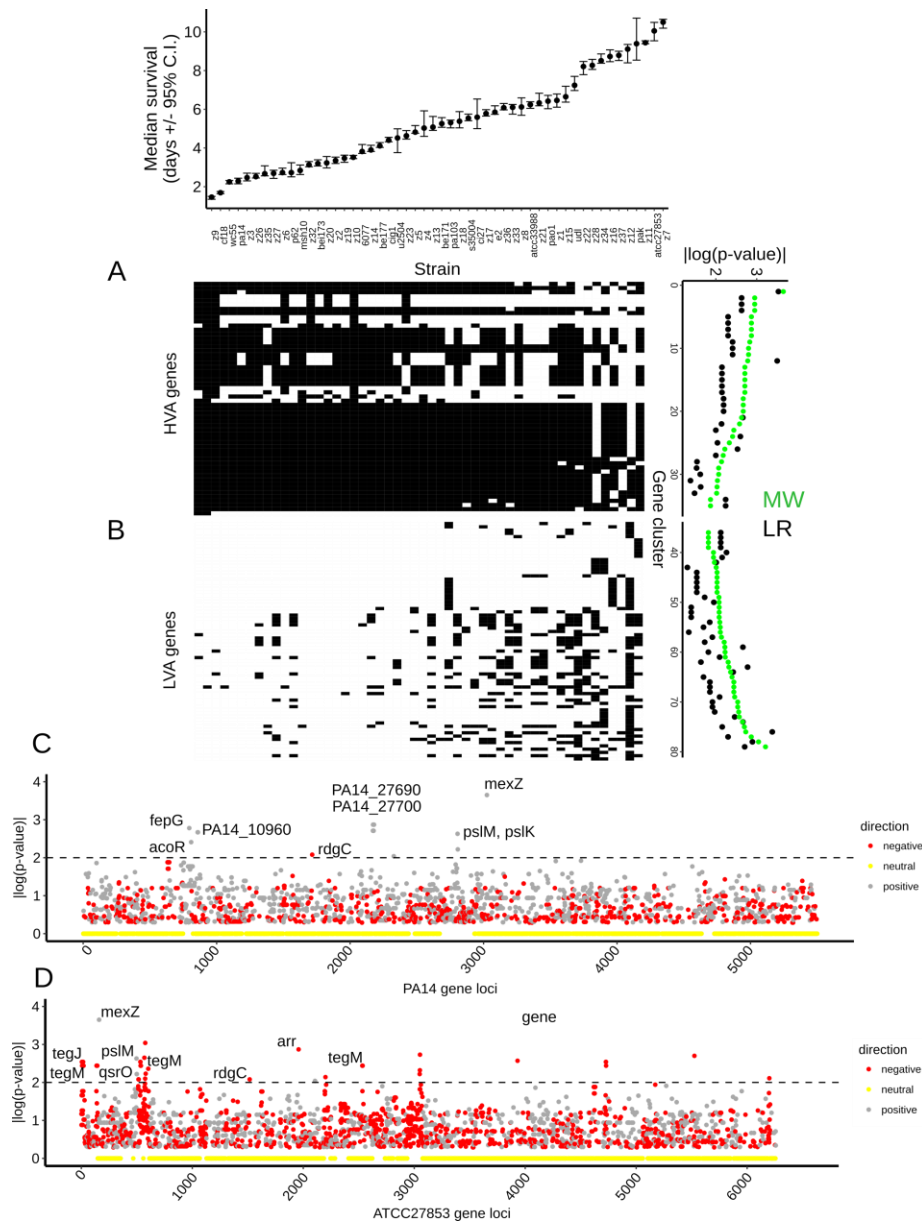 Median survival
(days +/- 95% C.I.)
10
8
6
4
2
z9
cf18
wc55
pa14
z3
z26
z35
z27
z6
p62
msh10
z32
bei173
z20
z2
z19
z10
6077
z14
be177
cig1
u2504
z23
z5
z4
z13
be171
pa103
z18
s35004
ci27
z17
e2
z36
z33
z8
atcc33988
z21
pao1
z1
z15
udl
z22
z28
z34
z16
z37
z12
pak
z11
atcc27853
z7
Strain
A
HVA genes
|log(p-value)|
2 3
0
10
20
30
Gene cluster
MW
LR
B
LVA genes
40
50
60
70
80
C
|log(p-value)|
4
3
2
1
0
mexZ
PA14_27690
PA14_27700
fepG
PA14_10960
acoR
rdgC
pslM, pslK
direction
negative
neutral
positive
0 1000 2000 3000 4000 5000
PA14 gene loci
D
|log(p-value)|
4
3
2
1
0
mexZ
gene
tegJ
pslM
arr
tegM
qsrO
tegM
rdgC
tegM
direction
negative
neutral
positive
0 1000 2000 3000 4000 5000 6000
ATCC27853 gene loci